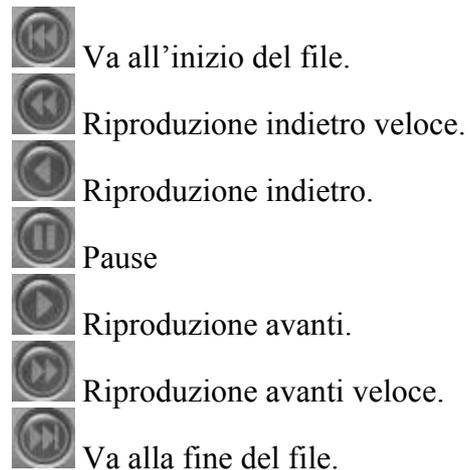 Va all’inizio del file.
Riproduzione indietro veloce.
Riproduzione indietro.
Pause
Riproduzione avanti.
Riproduzione avanti veloce.
Va alla fine del file.